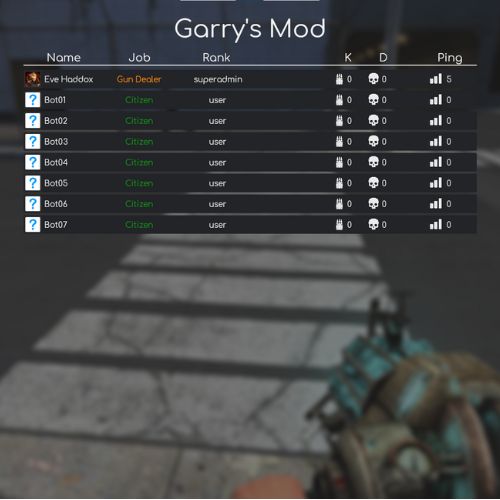 Garry's Mod
Name Job Rank K D Ping
Eve Haddox Gun Dealer superadmin 0 0 5
? Bot01 Citizen user 0 0 0
? Bot02 Citizen user 0 0 0
? Bot03 Citizen user 0 0 0
? Bot04 Citizen user 0 0 0
? Bot05 Citizen user 0 0 0
? Bot06 Citizen user 0 0 0
? Bot07 Citizen user 0 0 0